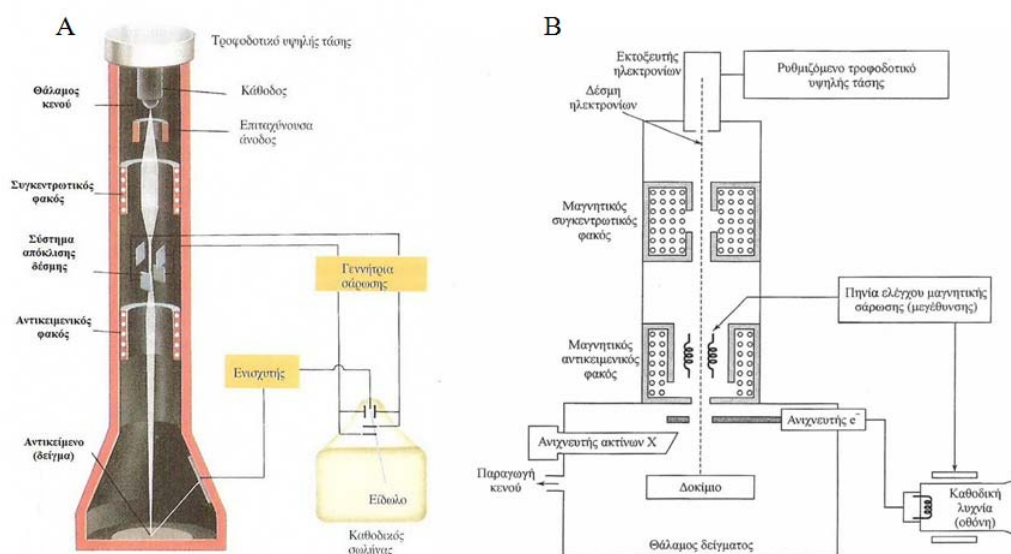 A
Τροφοδοτικό υψηλής τάσης
Θάλαμος
κενού
Κάθοδος
Επιταχύνουσα
άνοδος
Συγκεντρωτικός
φακός
Σύστημα
απόκλισης
δέσμης
Γεννήτρια
σάρωσης
Αντικειμενικός
φακός
Ενισχυτής
Αντικείμενο
(δείγμα)
Είδωλο
Καθοδικός
σωλήνας
B
Εκτοξευτής
ηλεκτρονίων
Ρυθμιζόμενο τροφοδοτικό
υψηλής τάσης
Δέσμη
ηλεκτρονίων
Μαγνητικός
συγκεντρωτικός
φακός
Πηνία ελέγχου μαγνητικής
σάρωσης (μεγέθυνσης)
Μαγνητικός
αντικειμενικός
φακός
Ανιχνευτής e⁻
Ανιχνευτής ακτίνων Χ
Παραγωγή
κενού
Δοκίμιο
Καθοδική
λυχνία
(οθόνη)
Θάλαμος δείγματος